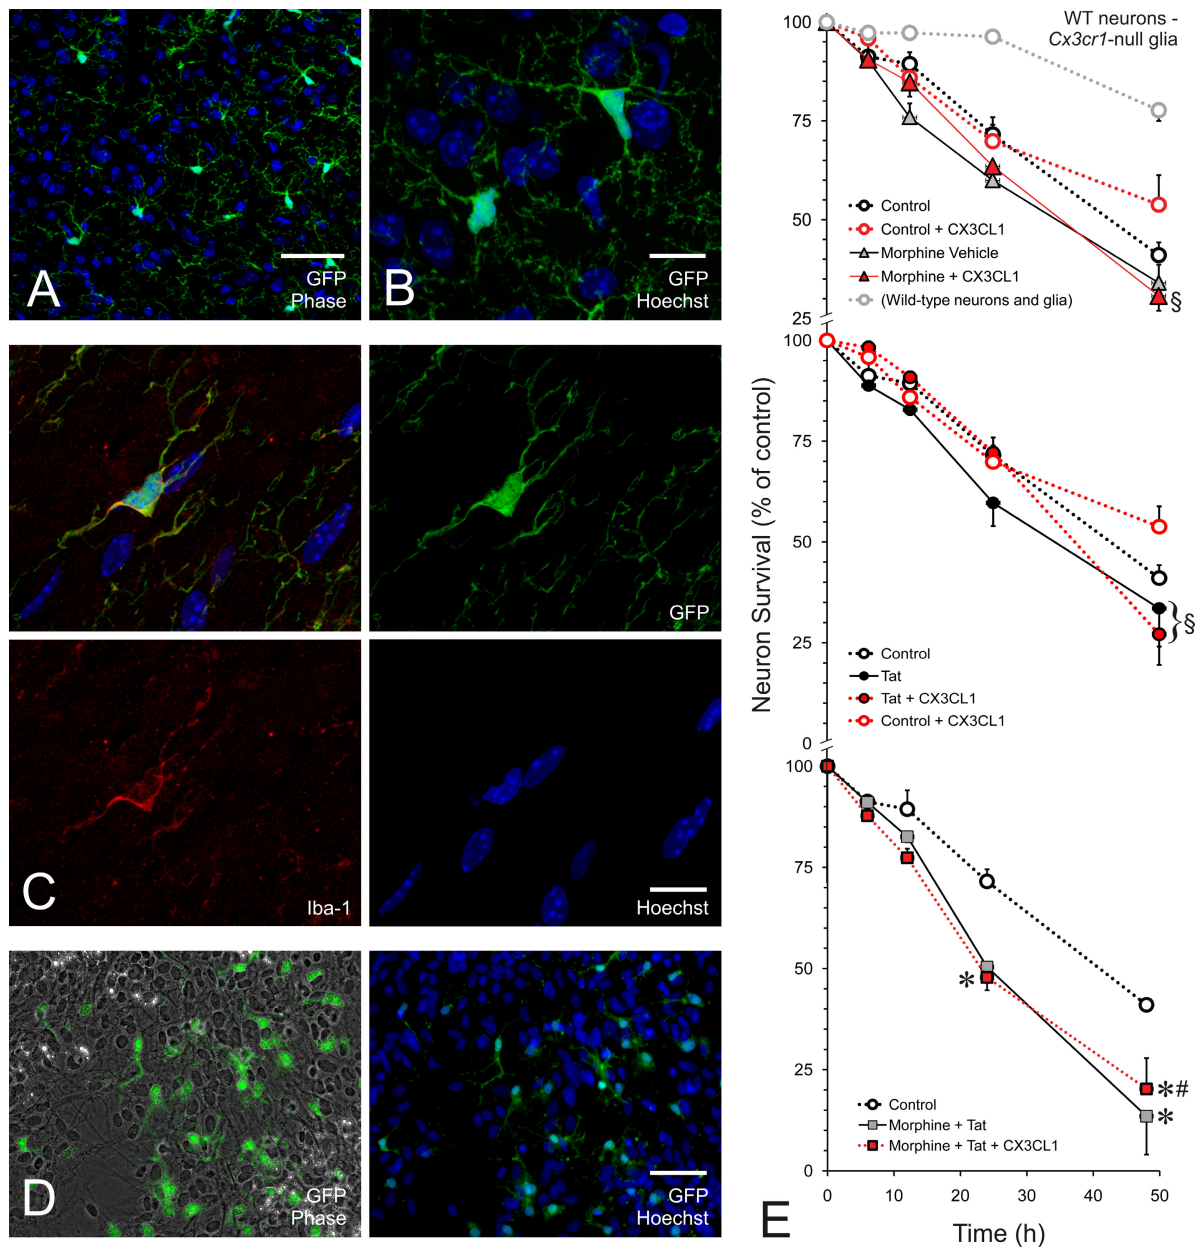 A
GFP
Phase
B
GFP
Hoechst
GFP
C
Iba-1
Hoechst
D
GFP
Phase
GFP
Hoechst
E
WT neurons -
Cx3cr1-null glia
Neuron Survival (% of control)
100
75
50
25
Control
Control + CX3CL1
Morphine Vehicle
Morphine + CX3CL1
(Wild-type neurons and glia)
§
100
75
50
25
0
}§
Control
Tat
Tat + CX3CL1
Control + CX3CL1
100
75
50
25
0
*
*#
*
Control
Morphine + Tat
Morphine + Tat + CX3CL1
0 10 20 30 40 50
Time (h)